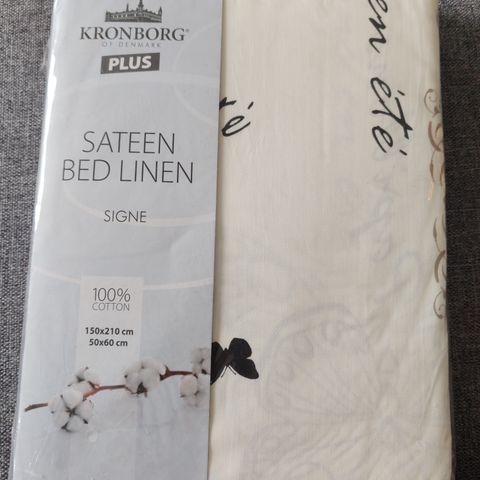 KRONBORG®
OF DENMARK
PLUS
SATEEN
BED LINEN
SIGNE
100%
COTTON
150x210 cm
50x60 cm
en été
é